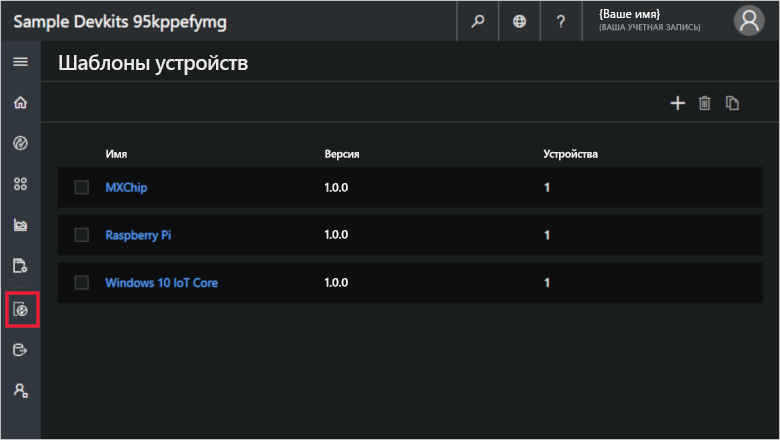 Sample Devkits 95kppefymg
?
{Ваше имя}
(ВАША УЧЕТНАЯ ЗАПИСЬ)
Шаблоны устройств
Имя Версия Устройства
MXChip 1.0.0 1
Raspberry Pi 1.0.0 1
Windows 10 IoT Core 1.0.0 1